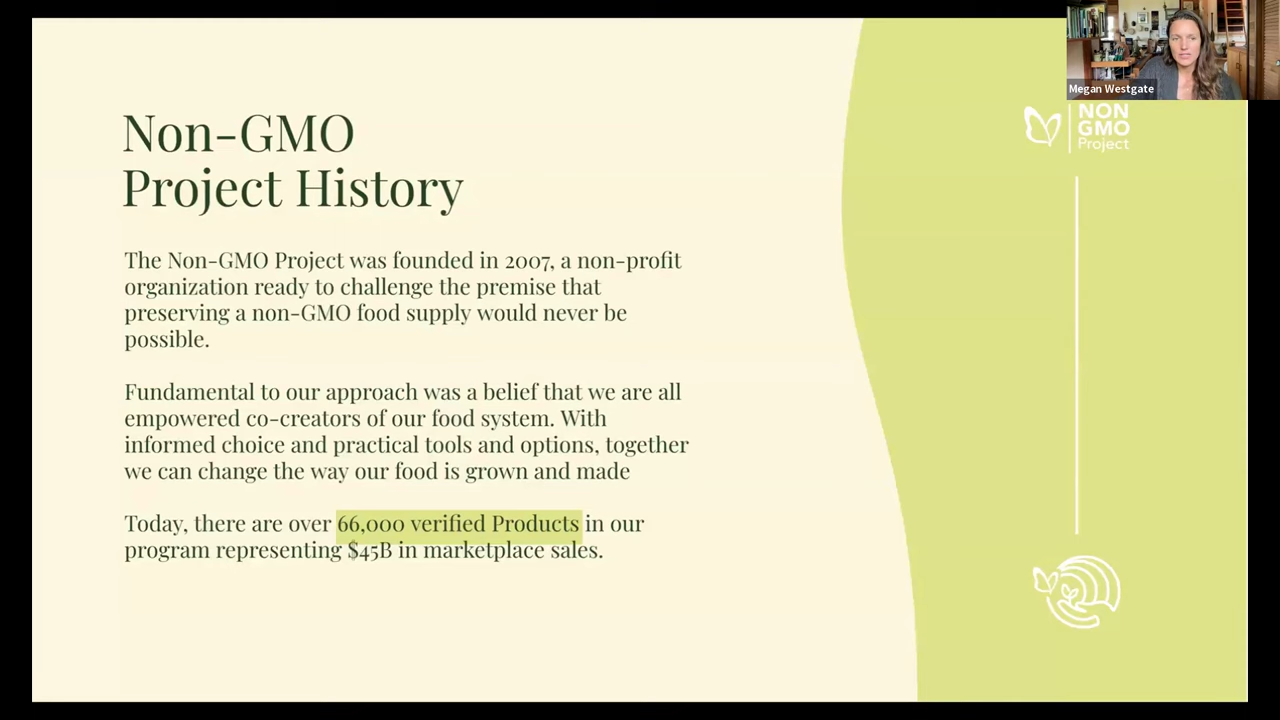 Megan Westgate
NON
GMO
Project
Non-GMO
Project History
The Non-GMO Project was founded in 2007, a non-profit
organization ready to challenge the premise that
preserving a non-GMO food supply would never be
possible.
Fundamental to our approach was a belief that we are all
empowered co-creators of our food system. With
informed choice and practical tools and options, together
we can change the way our food is grown and made
Today, there are over 66,000 verified Products in our
program representing $45B in marketplace sales.